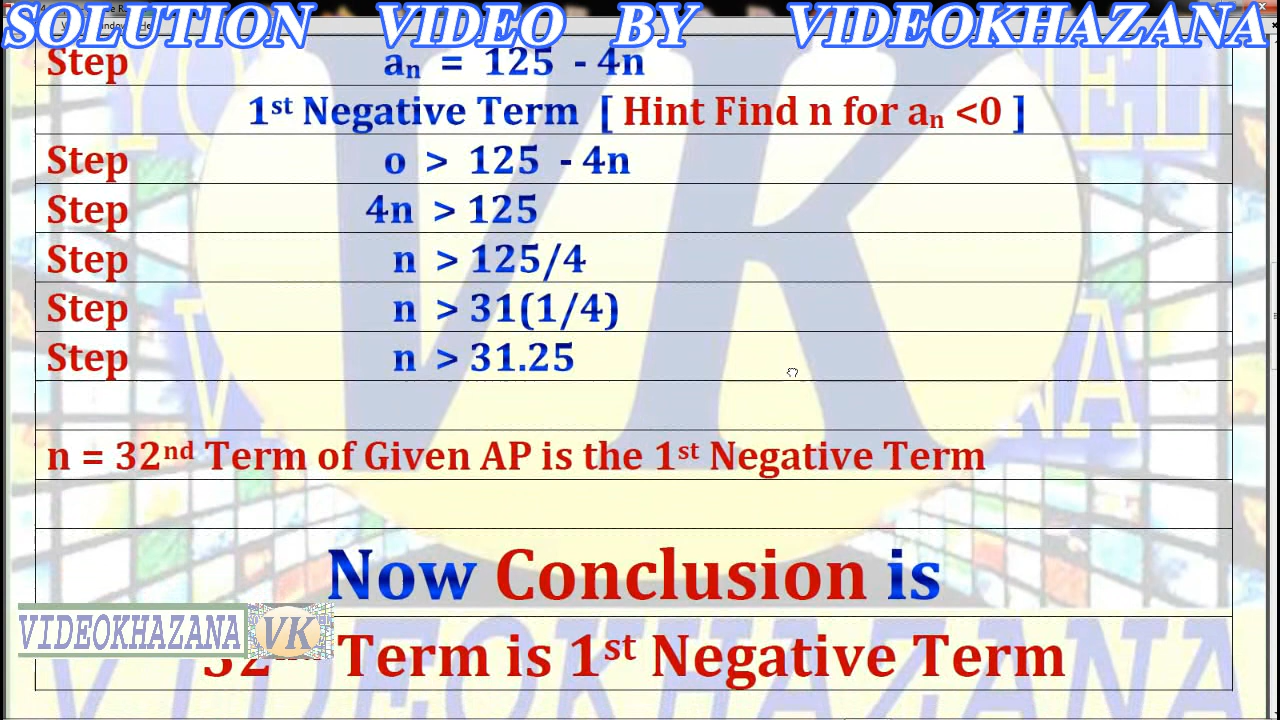 SOLUTION VIDEO BY VIDEOKHAZANA
Step aₙ = 125 - 4n
1st Negative Term [ Hint Find n for aₙ <0 ]
Step o > 125 - 4n
Step 4n > 125
Step n > 125/4
Step n > 31(1/4)
Step n > 31.25
n = 32nd Term of Given AP is the 1st Negative Term
Now Conclusion is
VIDEOKHAZANA VK
32nd Term is 1st Negative Term
VIDEOKHAZANA